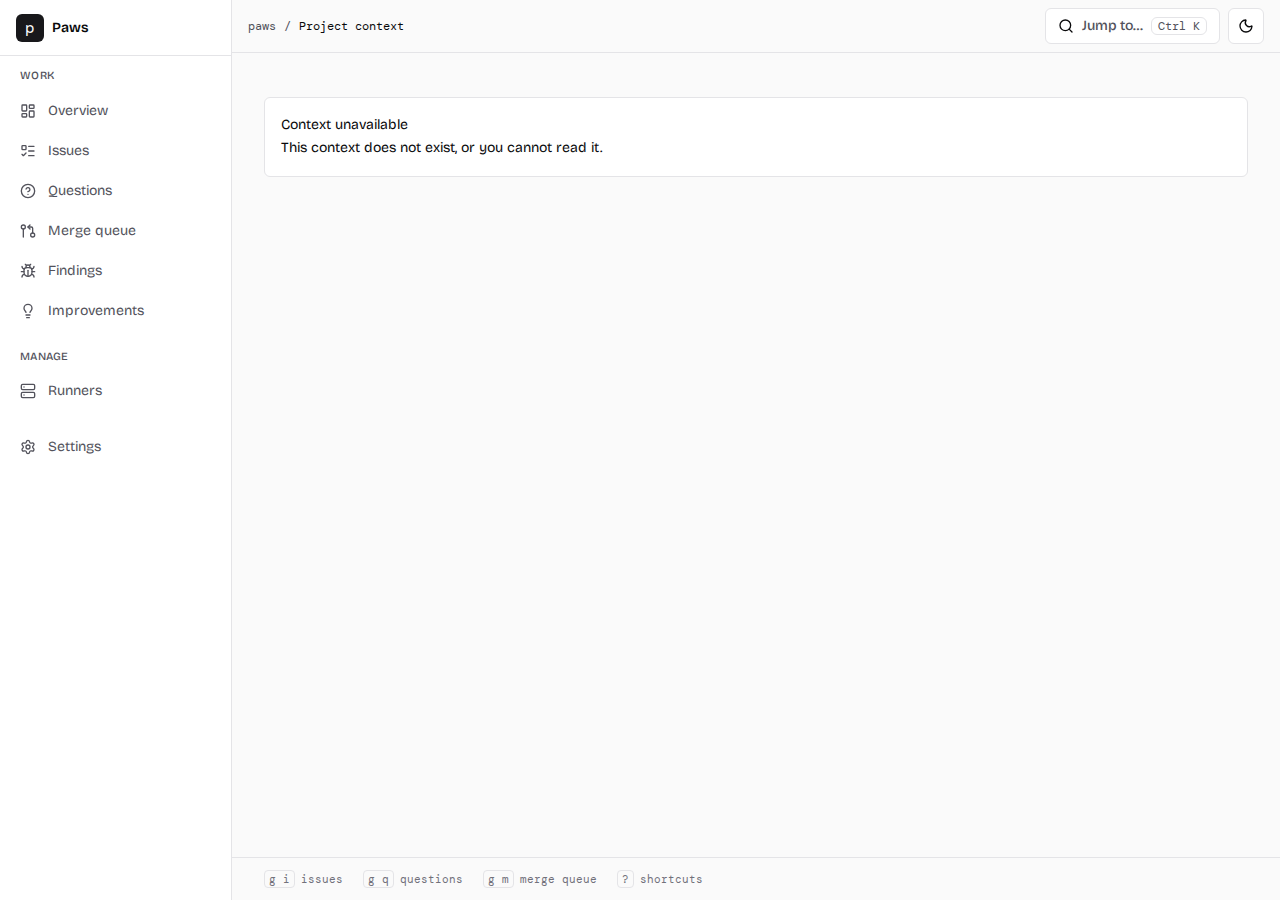 p Paws
paws / Project context
Jump to... Ctrl K
WORK
Overview
Issues
Questions
Merge queue
Findings
Improvements
MANAGE
Runners
Settings
Context unavailable
This context does not exist, or you cannot read it.
g i issues g q questions g m merge queue ? shortcuts